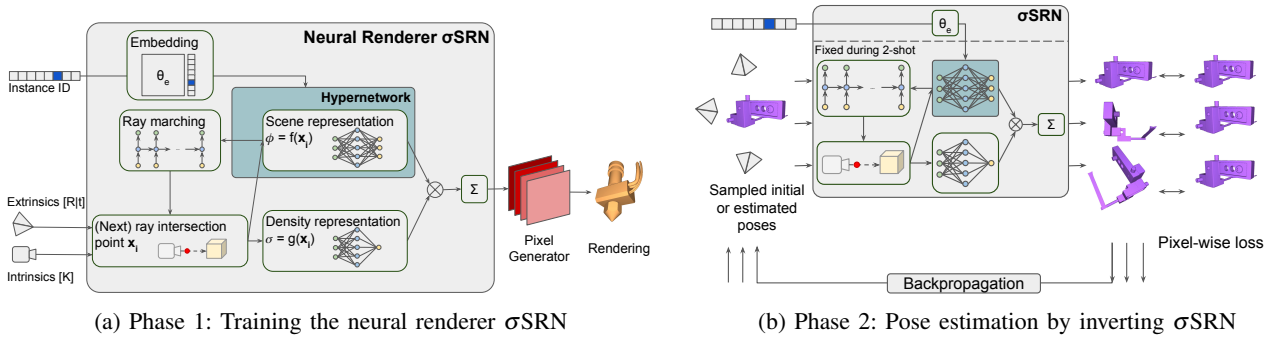 Neural Renderer σSRN
Embedding
θe
Instance ID
Hypernetwork
Ray marching
Scene representation
ϕ = f(xi)
Extrinsics [R|t]
(Next) ray intersection
point xi
Density representation
σ = g(xi)
Σ
Intrinsics [K]
Pixel
Generator
Rendering
(a) Phase 1: Training the neural renderer σSRN
σSRN
θe
Fixed during 2-shot
Σ
Sampled initial
or estimated
poses
Pixel-wise loss
Backpropagation
(b) Phase 2: Pose estimation by inverting σSRN